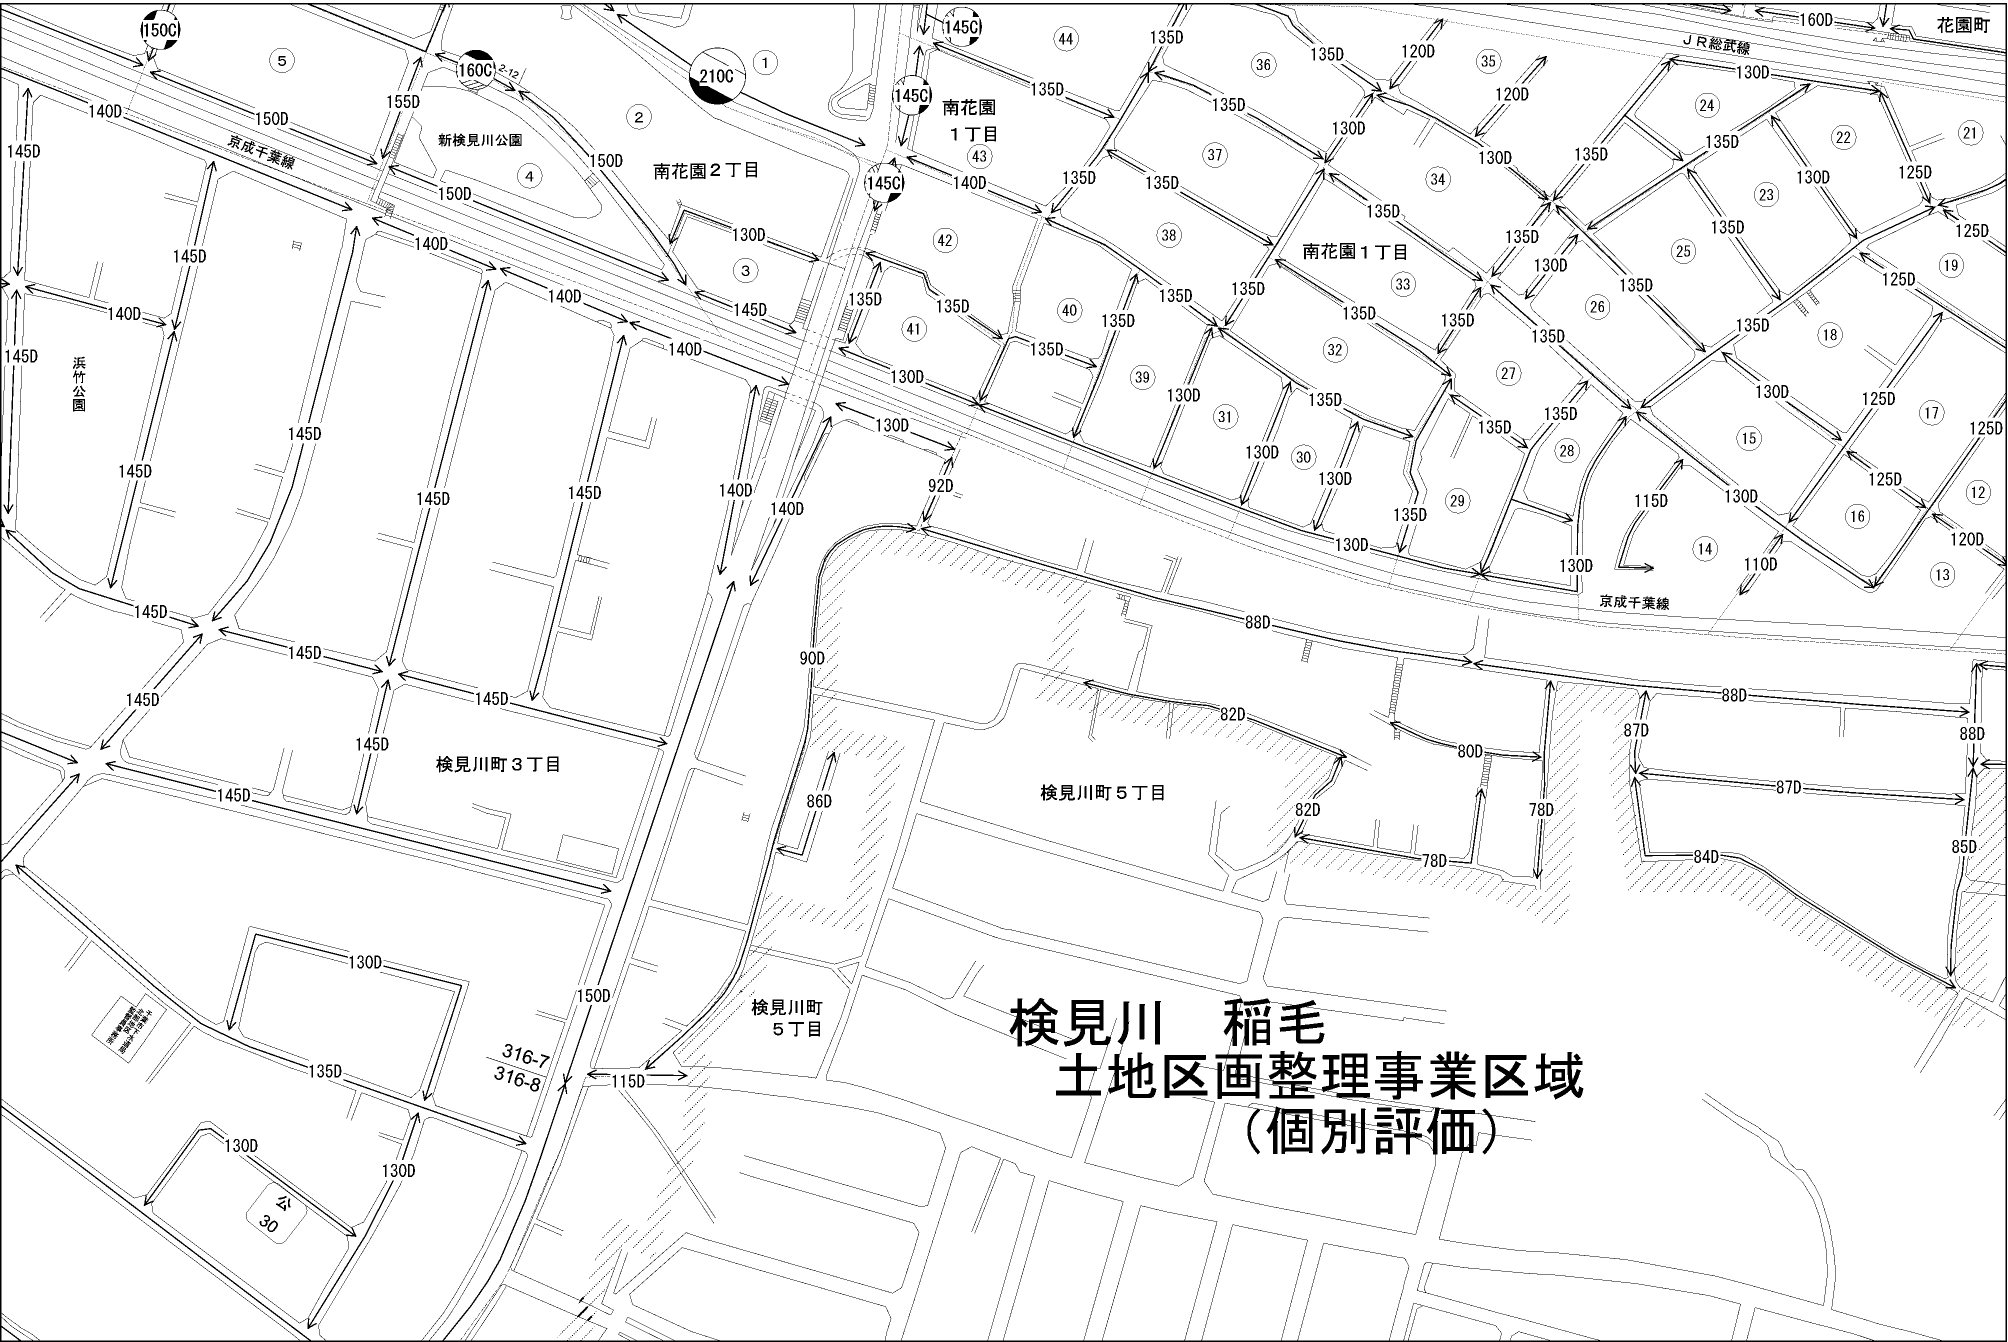 150C
⑤
160C
2-12
210C
①
145C
④④
135D
120D
㉟
ＪＲ総武線
160D
花園町
140D
150D
155D
②
145C
南花園
１丁目
135D
135D
㊱
135D
120D
130D
㉔
145D
京成千葉線
新検見川公園
④
150D
南花園２丁目
㊸
㊲
130D
㉞
130D
135D
135D
㉒
㉑
150D
145C
140D
135D
135D
135D
㉓
130D
125D
145D
140D
130D
③
㊷
㊳
135D
南花園１丁目
㉝
135D
130D
㉕
135D
125D
⑲
140D
140D
145D
135D
135D
㊶
㊵
135D
135D
135D
135D
135D
135D
135D
㉖
135D
125D
⑱
145D
浜竹公園
140D
130D
135D
㊴
130D
㉜
㉗
130D
125D
⑰
145D
130D
㉛
135D
135D
135D
⑮
125D
145D
145D
145D
140D
140D
92D
130D
㉚
130D
㉙
135D
㉘
115D
130D
125D
⑯
⑫
130D
130D
⑭
110D
120D
⑬
京成千葉線
145D
145D
145D
145D
90D
88D
88D
88D
145D
検見川町３丁目
82D
80D
87D
145D
86D
検見川町５丁目
82D
78D
78D
87D
84D
85D
130D
150D
検見川町
５丁目
検見川　稲毛
土地区画整理事業区域
（個別評価）
316-7
316-8
135D
115D
130D
130D
公
30